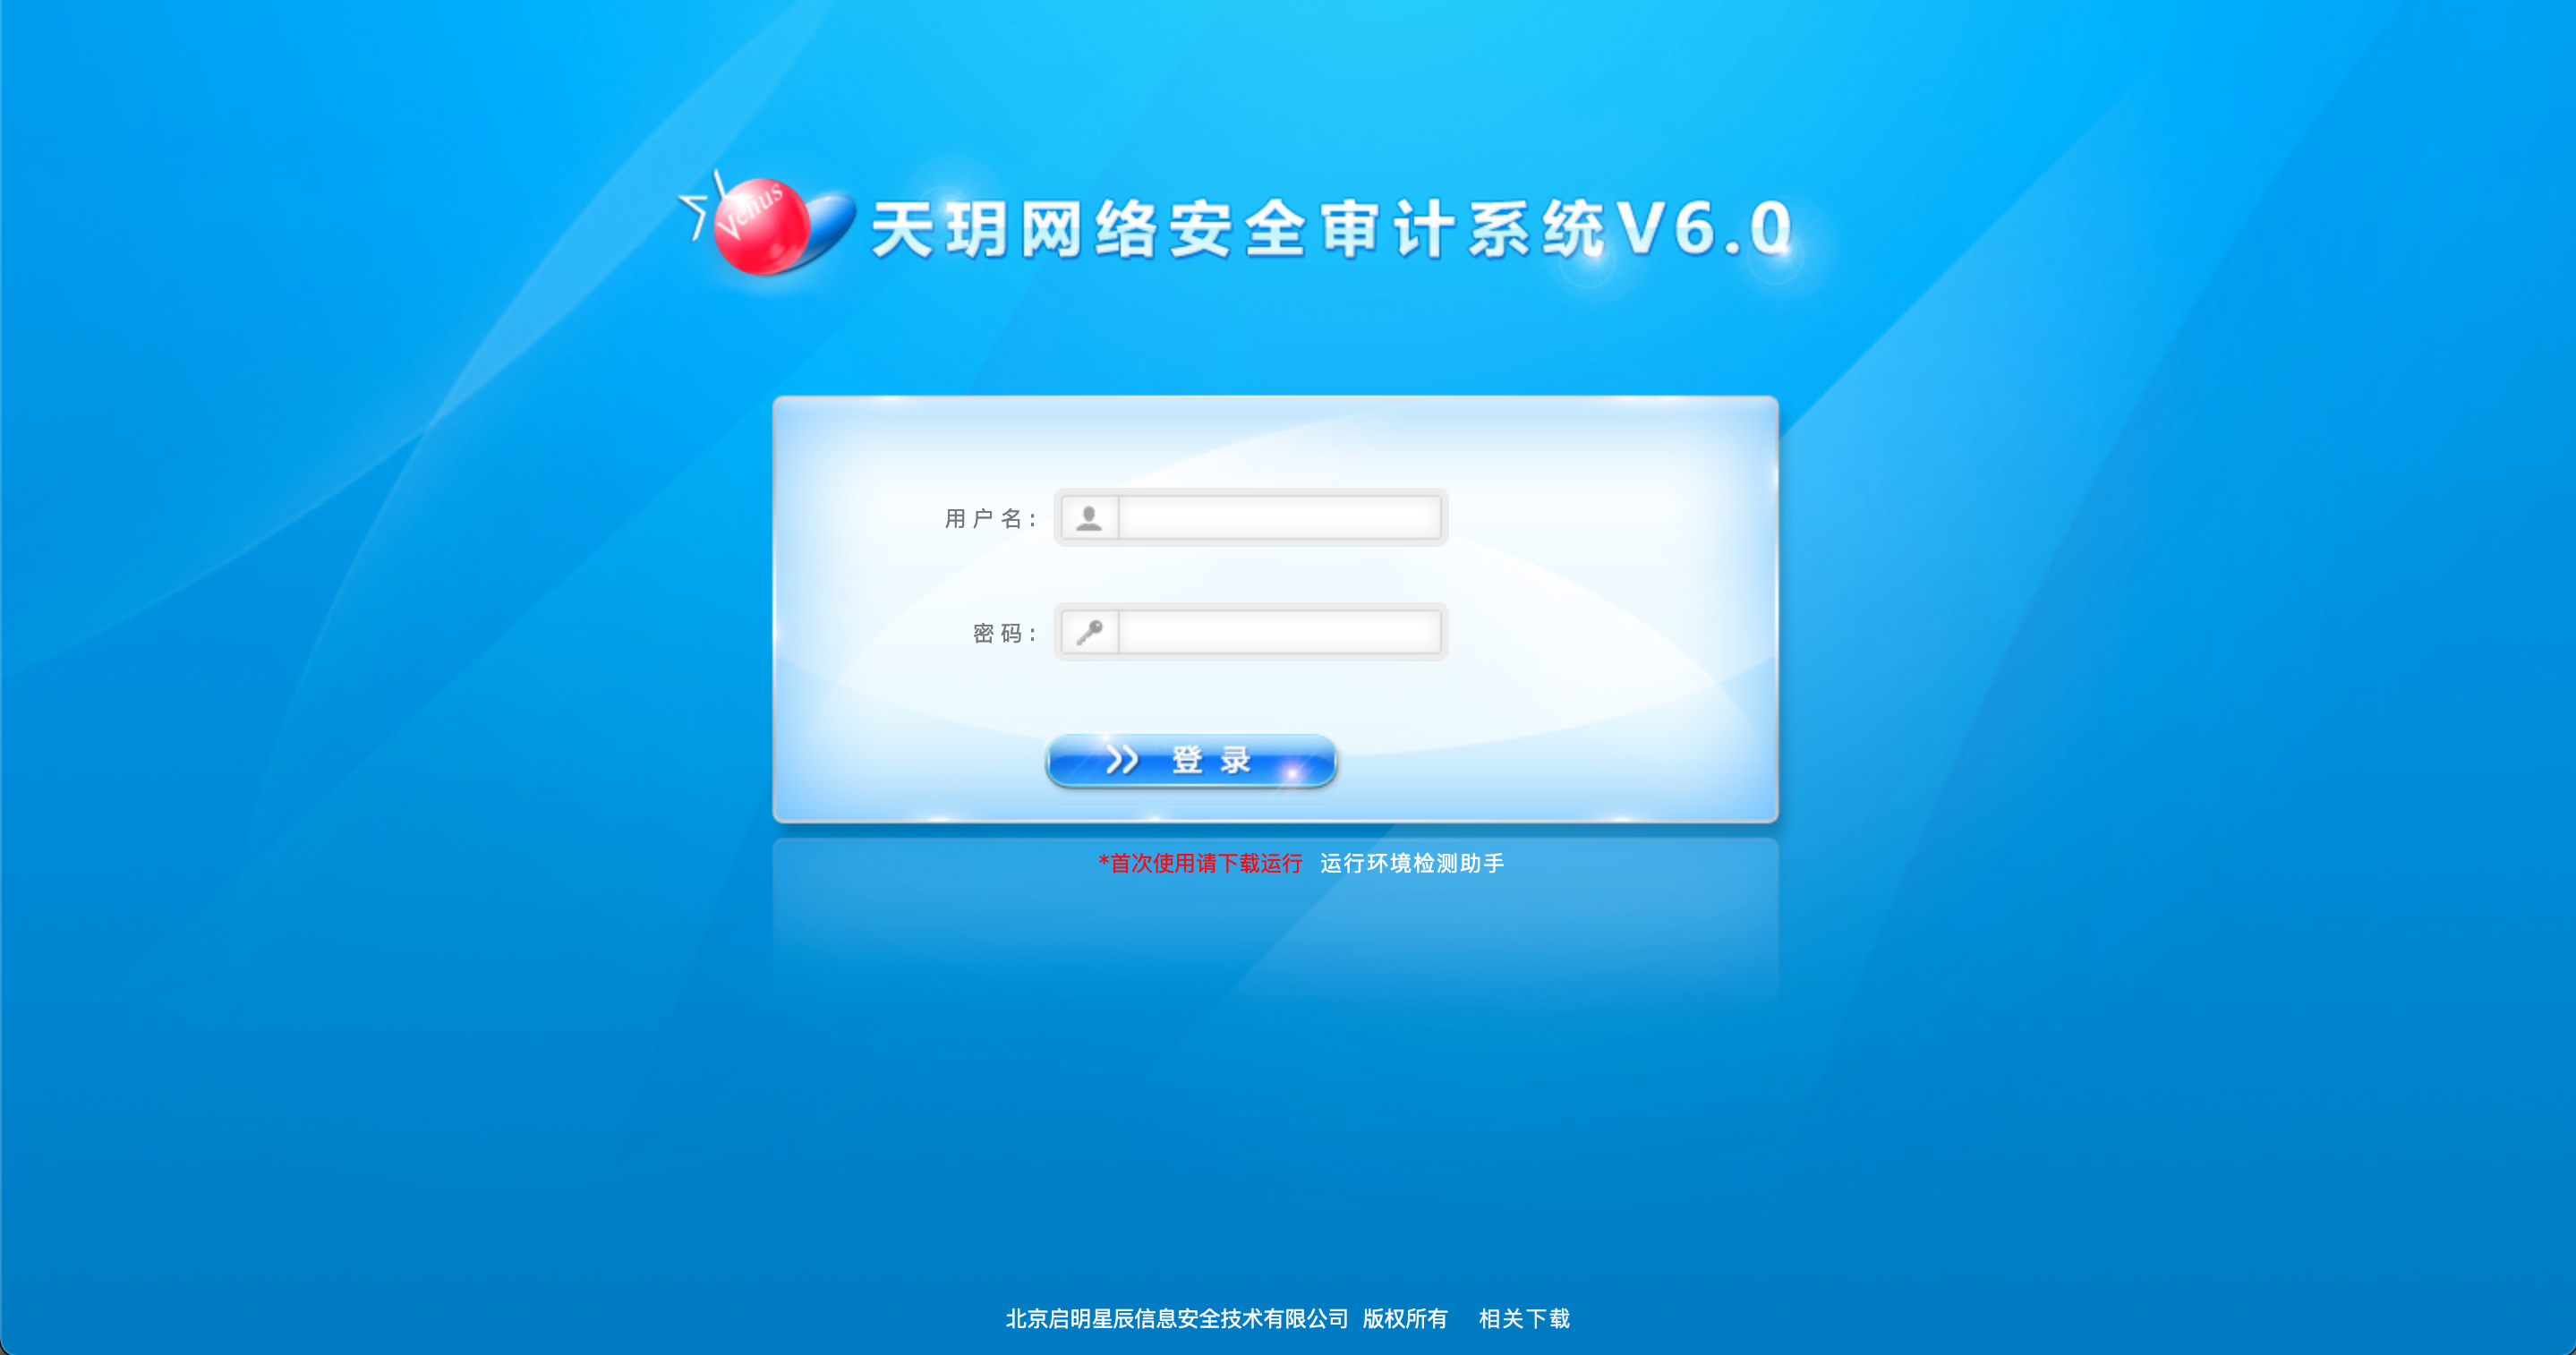 Venus 天玥网络安全审计系统V6.0
用户名:
密码:
登录
*首次使用请下载运行 运行环境检测助手
北京启明星辰信息安全技术有限公司 版权所有 相关下载